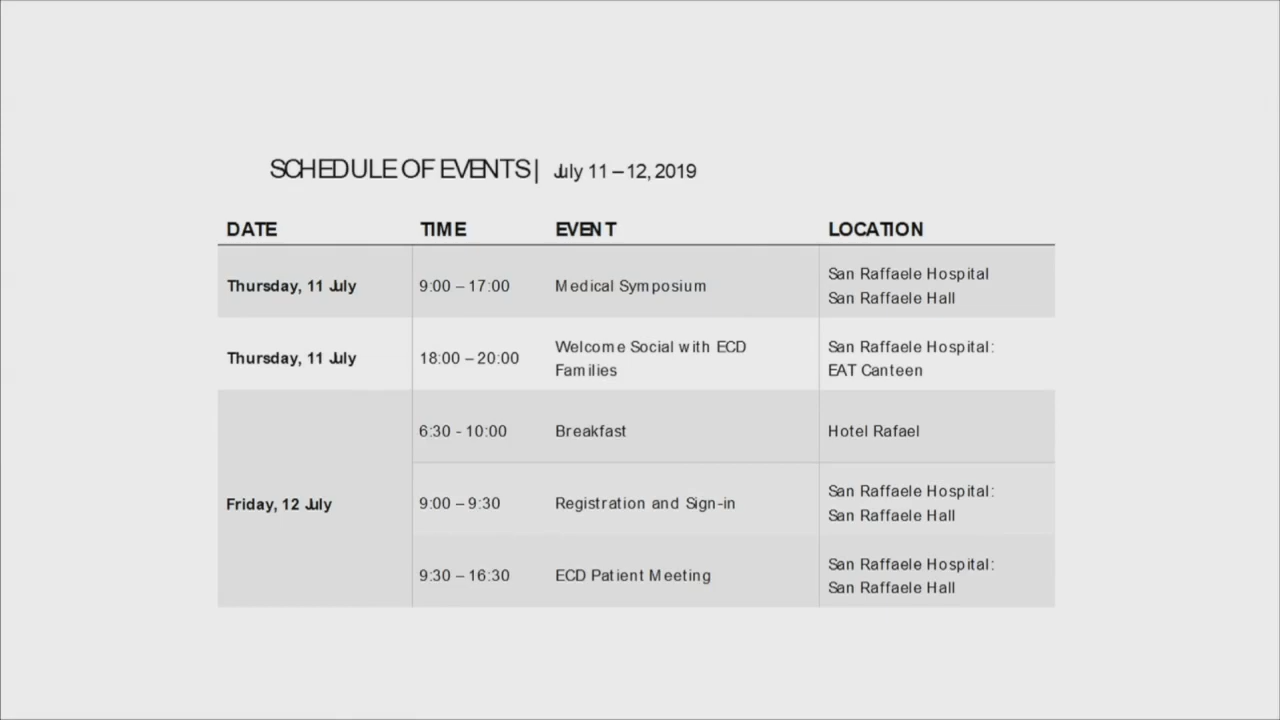 SCHEDULE OF EVENTS| July 11 – 12, 2019
DATE TIME EVENT LOCATION
Thursday, 11 July 9:00 – 17:00 Medical Symposium San Raffaele Hospital
San Raffaele Hall
Thursday, 11 July 18:00 – 20:00 Welcome Social with ECD
Families
San Raffaele Hospital:
EAT Canteen
Friday, 12 July
6:30 - 10:00 Breakfast Hotel Rafael
9:00 – 9:30 Registration and Sign-in San Raffaele Hospital:
San Raffaele Hall
9:30 – 16:30 ECD Patient Meeting San Raffaele Hospital:
San Raffaele Hall